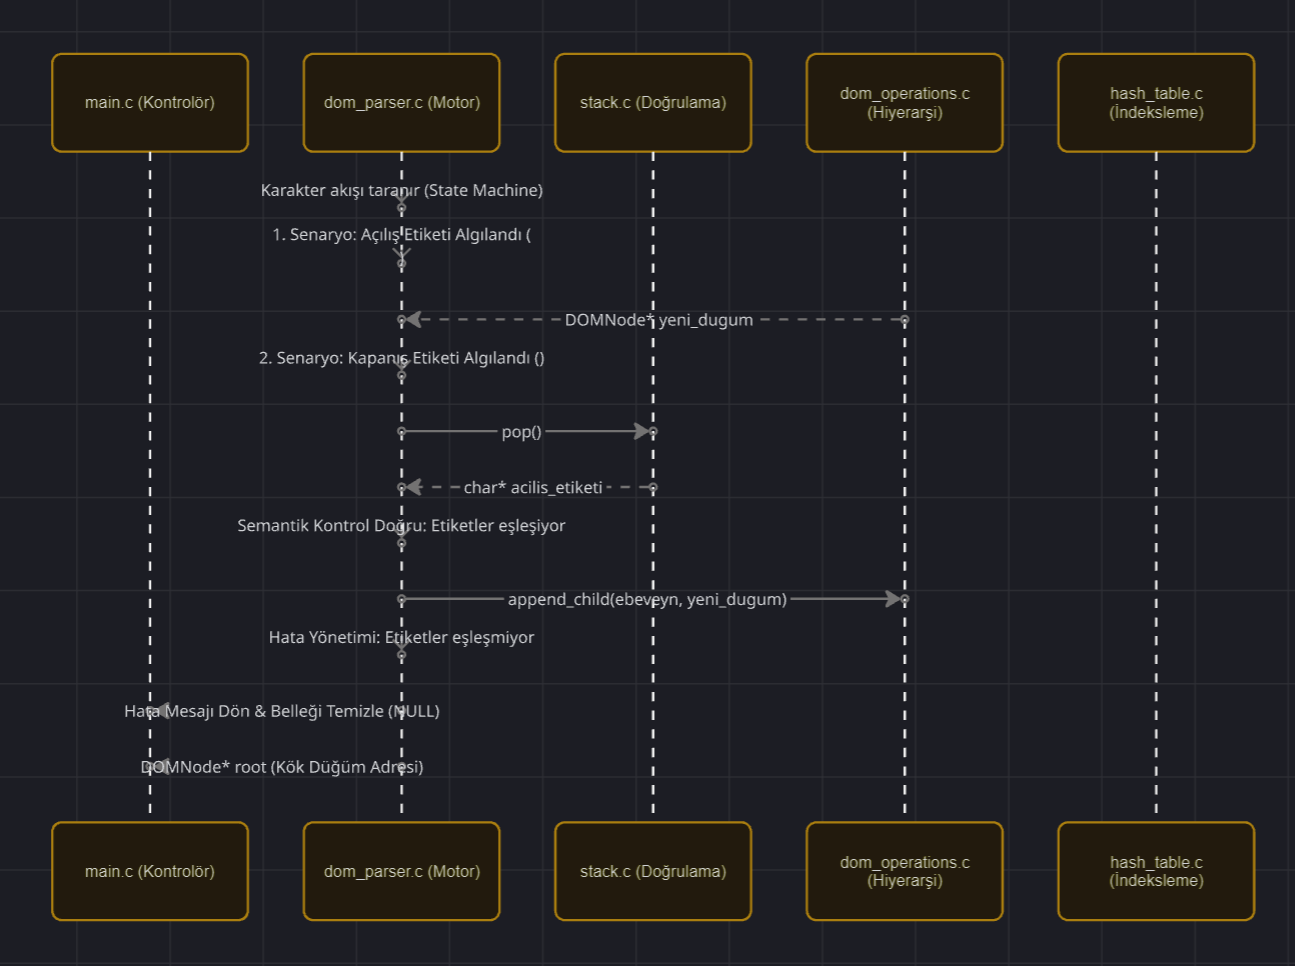 main.c (Kontrolör)
dom_parser.c (Motor)
stack.c (Doğrulama)
dom_operations.c
(Hiyerarşi)
hash_table.c
(İndeksleme)
Karakter akışı taranır (State Machine)
1. Senaryo: Açılış Etiketi Algılandı (
DOMNode* yeni_dugum
2. Senaryo: Kapanış Etiketi Algılandı ()
pop()
char* acilis_etiketi
Semantik Kontrol Doğru: Etiketler eşleşiyor
append_child(ebeveyn, yeni_dugum)
Hata Yönetimi: Etiketler eşleşmiyor
Hata Mesajı Dön & Belleği Temizle (NULL)
DOMNode* root (Kök Düğüm Adresi)
main.c (Kontrolör)
dom_parser.c (Motor)
stack.c (Doğrulama)
dom_operations.c
(Hiyerarşi)
hash_table.c
(İndeksleme)